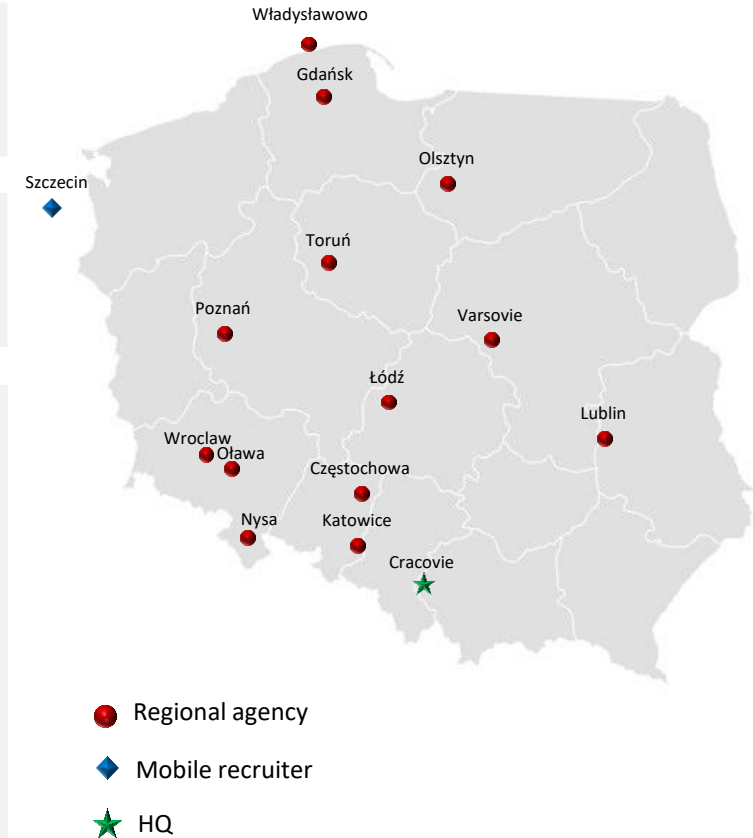 Władysławowo
Gdańsk
Olsztyn
Szczecin
Toruń
Poznań
Varsovie
Łódź
Lublin
Wroclaw
Oława
Częstochowa
Nysa
Katowice
Cracovie
Regional agency
Mobile recruiter
HQ